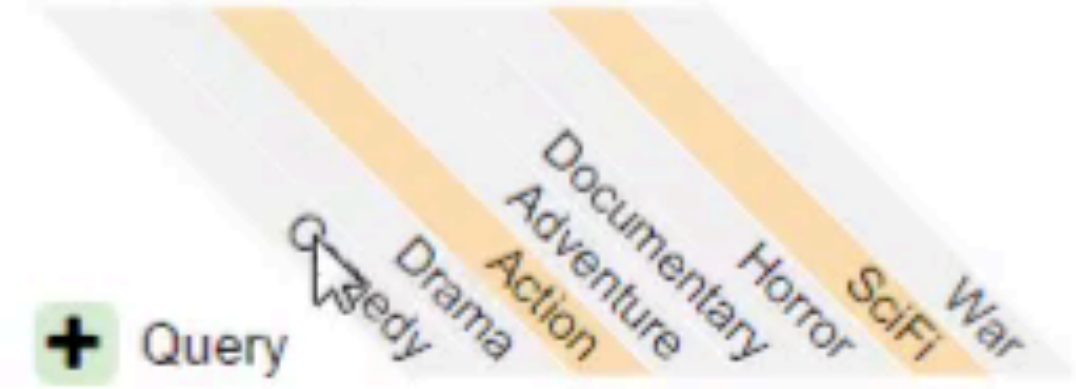 Drama
Action
Adventure
Documentary
Horror
SciFi
War
+ Query